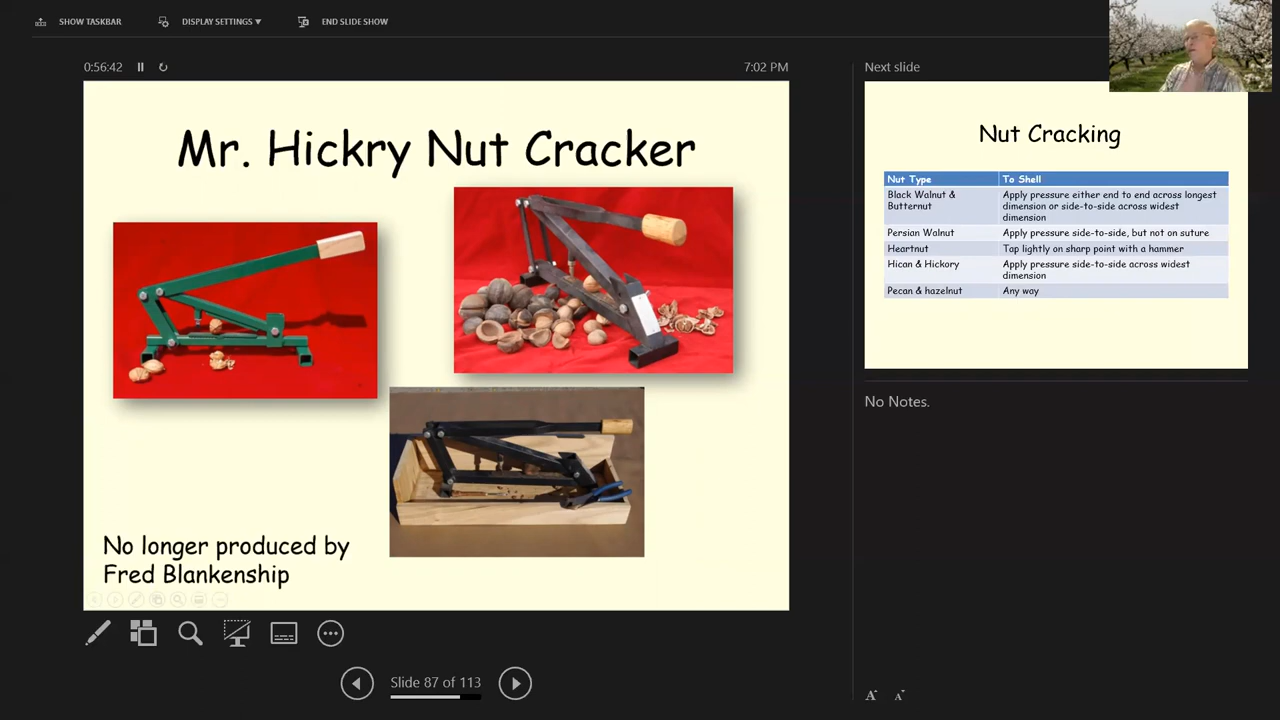 SHOW TASKBAR
DISPLAY SETTINGS ▼
END SLIDE SHOW
0:56:42
7:02 PM
Mr. Hickry Nut Cracker
No longer produced by
Fred Blankenship
Slide 87 of 113
Next slide
Nut Cracking
Nut Type To Shell
Black Walnut & Butternut Apply pressure either end to end across longest
dimension or side-to-side across widest
dimension
Persian Walnut Apply pressure side-to-side, but not on suture
Heartnut Tap lightly on sharp point with a hammer
Hican & Hickory Apply pressure side-to-side across widest
dimension
Pecan & hazelnut Any way
No Notes.
A A